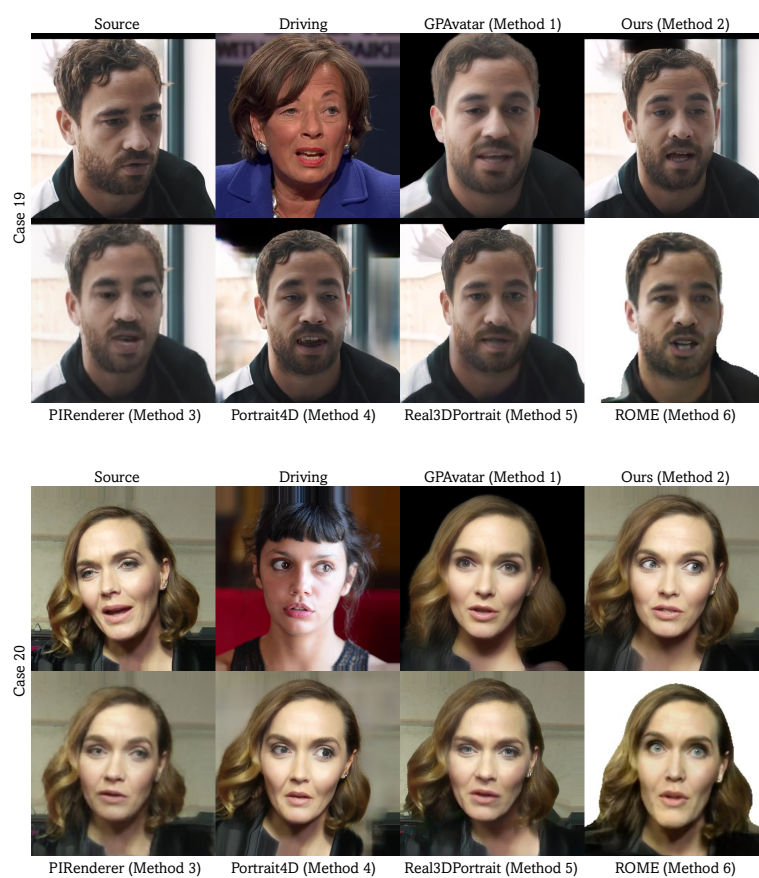 Source Driving GPAvatar (Method 1) Ours (Method 2)
WITH PAIKI
Case 19
PIRenderer (Method 3) Portrait4D (Method 4) Real3DPortrait (Method 5) ROME (Method 6)
Source Driving GPAvatar (Method 1) Ours (Method 2)
Case 20
PIRenderer (Method 3) Portrait4D (Method 4) Real3DPortrait (Method 5) ROME (Method 6)